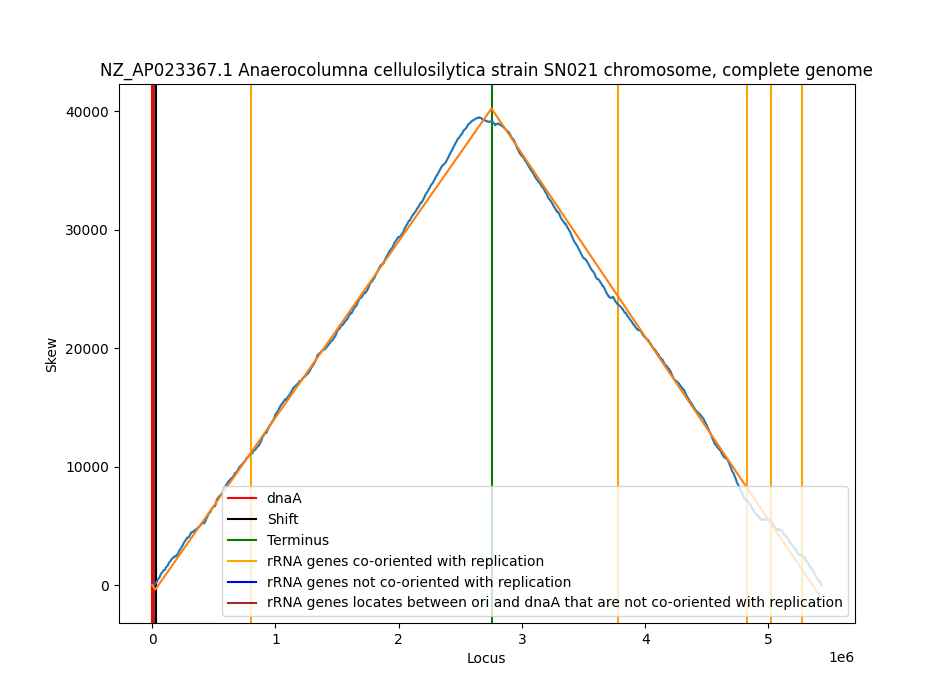 NZ_AP023367.1 Anaerocolumna cellulosilytica strain SN021 chromosome, complete genome
40000
30000
20000
10000
0
Skew
dnaA
Shift
Terminus
rRNA genes co-oriented with replication
rRNA genes not co-oriented with replication
rRNA genes locates between ori and dnaA that are not co-oriented with replication
0 1 2 3 4 5
1e6
Locus